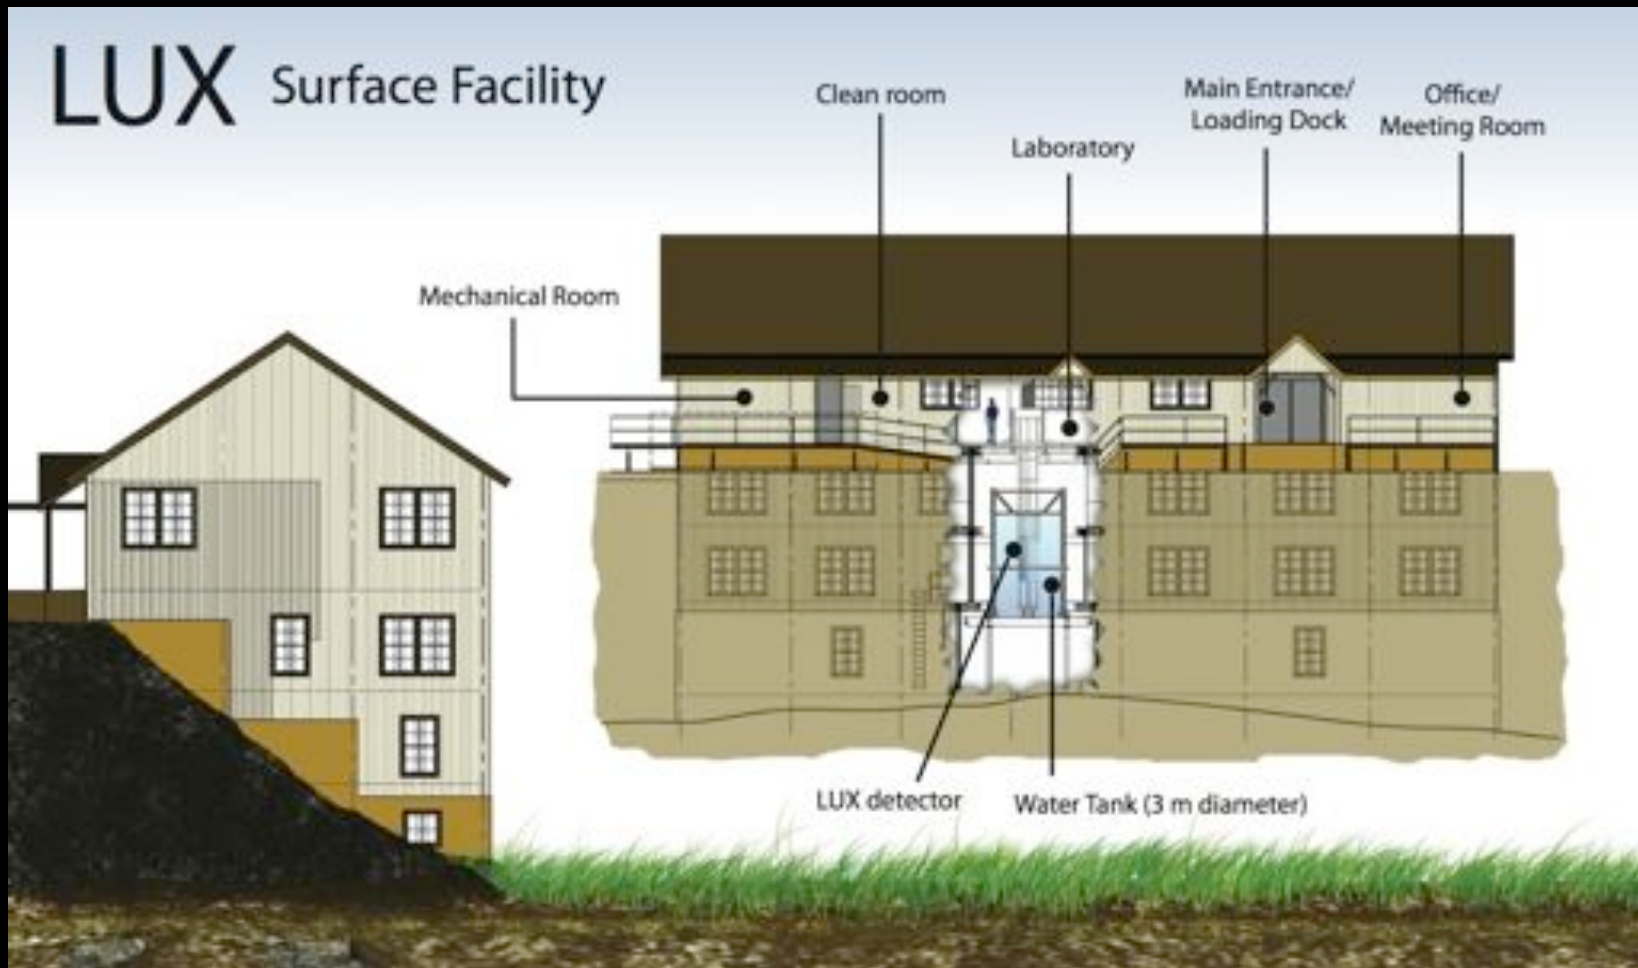 LUX Surface Facility
Clean room
Laboratory
Main Entrance/
Loading Dock
Office/
Meeting Room
Mechanical Room
LUX detector
Water Tank (3 m diameter)